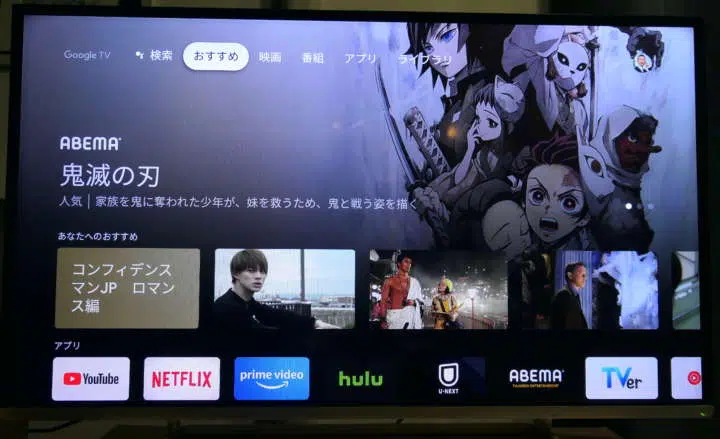 Google TV
検索
おすすめ
映画
番組
アプリ
ライブラリ
ABEMA
鬼滅の刃
人気 | 家族を鬼に奪われた少年が、妹を救うため、鬼と戦う姿を描く
あなたへのおすすめ
コンフィデンス
マンJP ロマン
ス編
アプリ
YouTube
NETFLIX
prime video
hulu
U-NEXT
ABEMA
TVer